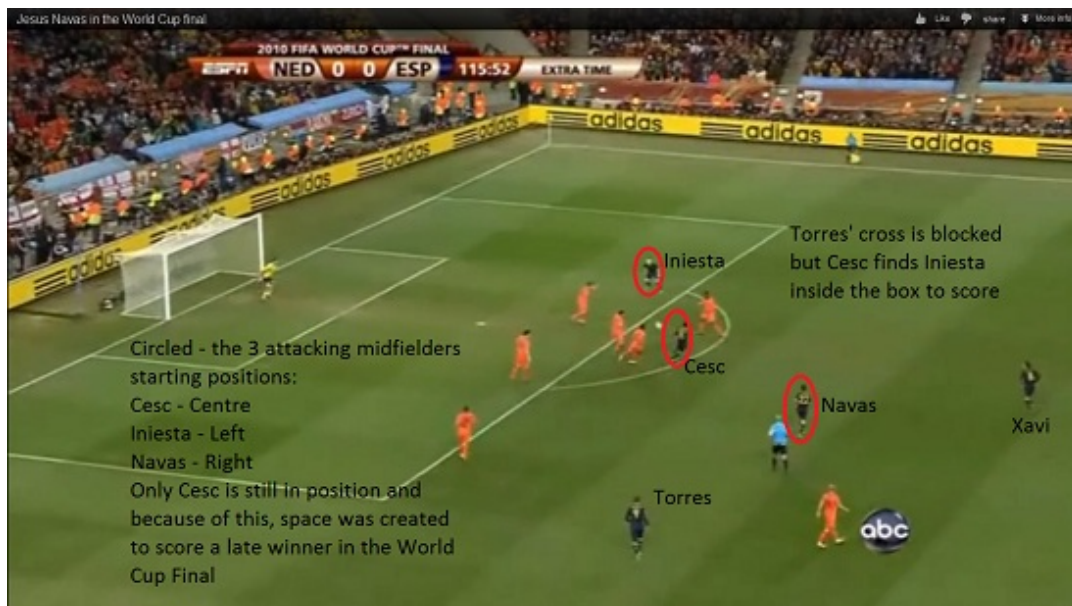 Jesus Navas in the World Cup final
Like share More info
2010 FIFA WORLD CUP FINAL
ESPN NED 0 0 ESP 115:52 EXTRA TIME
adidas adidas adidas
adidas
adidas
adidas
Iniesta
Torres' cross is blocked
but Cesc finds Iniesta
inside the box to score
Cesc
Circled - the 3 attacking midfielders
starting positions:
Cesc - Centre
Iniesta - Left
Navas - Right
Only Cesc is still in position and
because of this, space was created
to score a late winner in the World
Cup Final
Navas
Xavi
Torres
abc